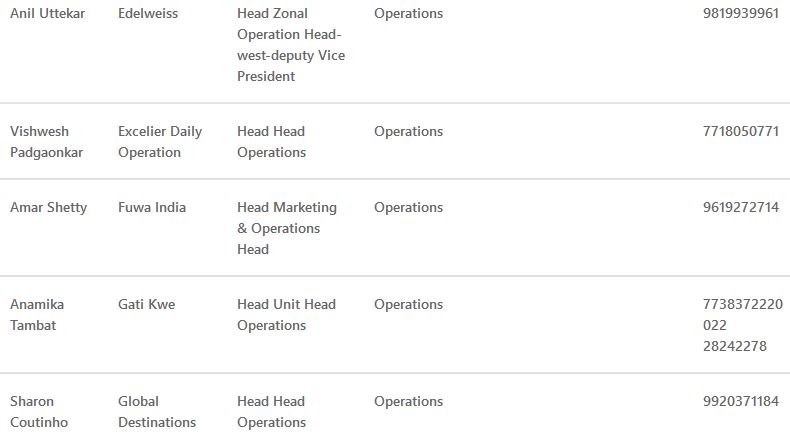 Anil Uttekar Edelweiss Head Zonal Operations 9819939961
Operation Head-
west-deputy Vice
President
Vishwesh Excelier Daily Head Head Operations 7718050771
Padgaonkar Operation Operations
Amar Shetty Fuwa India Head Marketing Operations 9619272714
& Operations
Head
Anamika Gati Kwe Head Unit Head Operations 7738372220
Tambat Operations 022
28242278
Sharon Global Head Head Operations 9920371184
Coutinho Destinations Operations